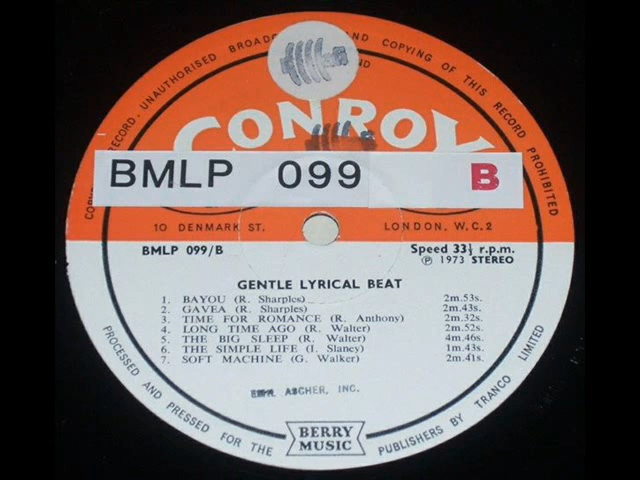 COPY RECORD, UNAUTHORISED BROADC AND COPYING OF THIS RECORD PROHIBITED
CONROY
BMLP 099 B
10 DENMARK ST. LONDON, W.C.2
BMLP 099/B
Speed 33⅓ r.p.m.
℗ 1973 STEREO
GENTLE LYRICAL BEAT
1. BAYOU (R. Sharples) 2m.53s.
2. GAVEA (R. Sharples) 2m.43s.
3. TIME FOR ROMANCE (R. Anthony) 2m.32s.
4. LONG TIME AGO (R. Walter) 2m.52s.
5. THE BIG SLEEP (R. Walter) 4m.46s.
6. THE SIMPLE LIFE (I. Slaney) 1m.43s.
7. SOFT MACHINE (G. Walker) 2m.41s.
ASCHER, INC.
PROCESSED AND PRESSED FOR THE PUBLISHERS BY TRANCO LIMITED
BERRY
MUSIC